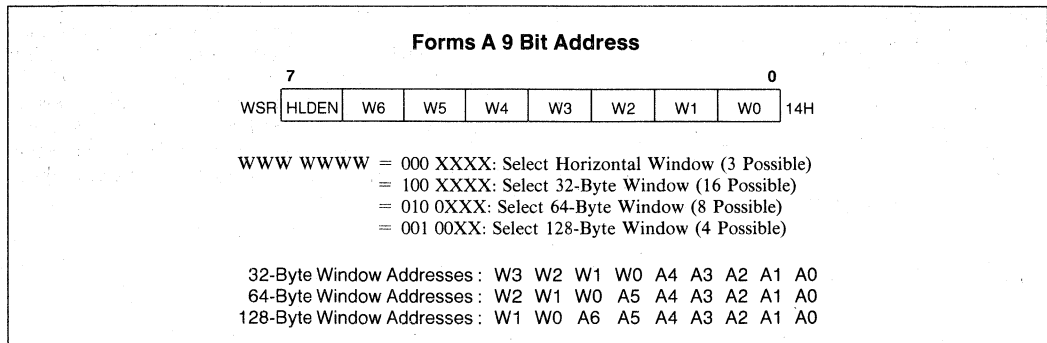 Forms A 9 Bit Address
7 0
WSR HLDEN W6 W5 W4 W3 W2 W1 W0 14H
WWW WWWW = 000 XXXX: Select Horizontal Window (3 Possible)
= 100 XXXX: Select 32-Byte Window (16 Possible)
= 010 0XXX: Select 64-Byte Window (8 Possible)
= 001 00XX: Select 128-Byte Window (4 Possible)
32-Byte Window Addresses : W3 W2 W1 W0 A4 A3 A2 A1 A0
64-Byte Window Addresses : W2 W1 W0 A5 A4 A3 A2 A1 A0
128-Byte Window Addresses : W1 W0 A6 A5 A4 A3 A2 A1 A0